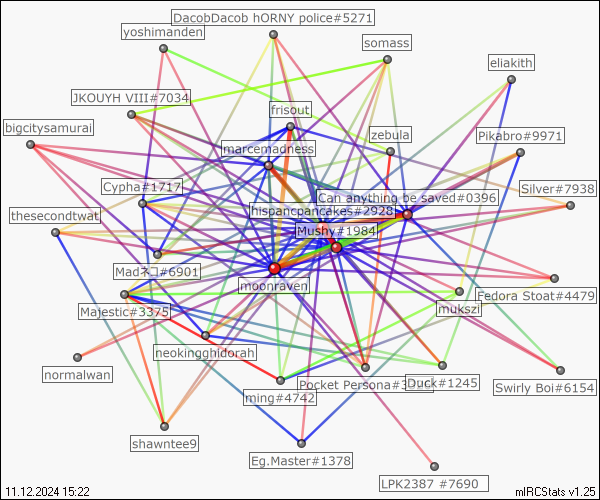 DacobDacob hORNY police#5271
yoshimanden
somass
eliakith
JKOUYH VIII#7034
frisout
bigcitysamurai
zebula
Pikabro#9971
marcemadness
Cypha#1717
Can anything be saved#0396
Silver#7938
thesecondtwat
hispancpancakes#2928
Mushy#1984
Madネコ#6901
moonraven
Fedora Stoat#4479
mukszi
Majestic#3375
neokingghidorah
normalwan
Pocket Persona#3
Duck#1245
Swirly Boi#6154
ming#4742
shawntee9
Eg.Master#1378
LPK2387 #7690
11.12.2024 15:22
mIRCStats v1.25